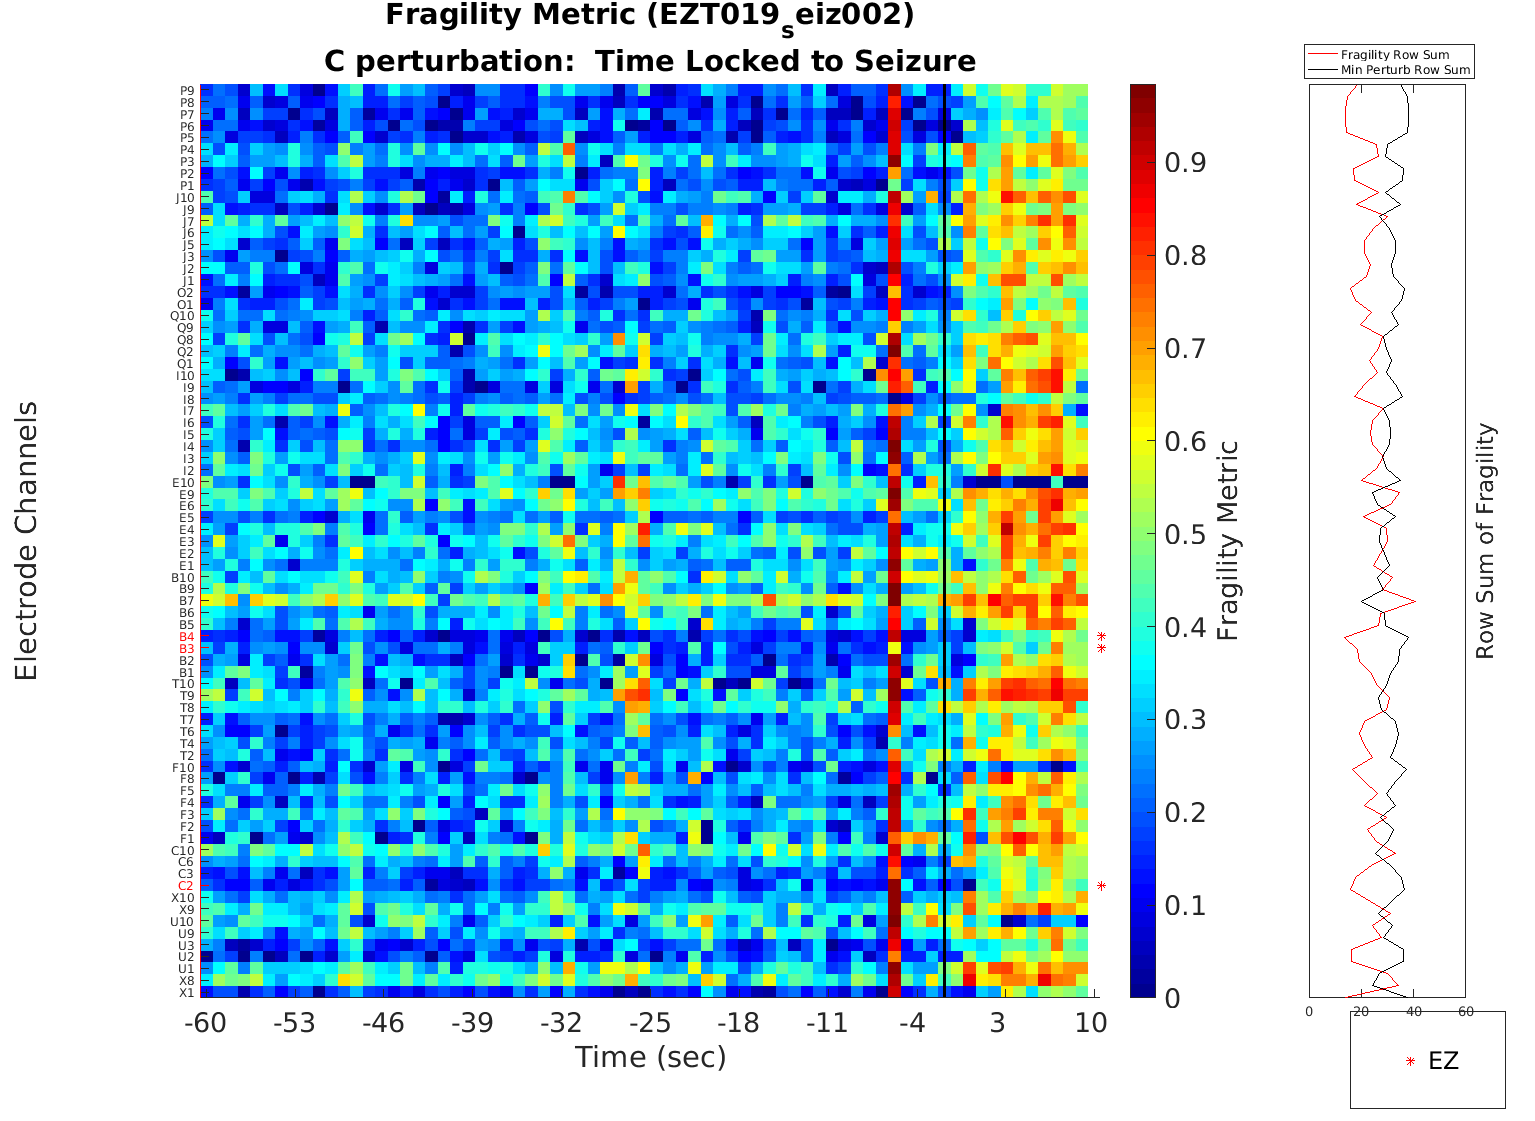 Fragility Metric (EZT019seiz002)
C perturbation:  Time Locked to Seizure
Fragility Row Sum
Min Perturb Row Sum
Electrode Channels
P9
P8
P7
P6
P5
P4
P3
P2
P1
J10
J9
J7
J6
J5
J3
J2
J1
O2
O1
Q10
Q9
Q8
Q2
Q1
I10
I9
I8
I7
I6
I5
I4
I3
I2
E10
E9
E6
E5
E4
E3
E2
E1
B10
B9
B7
B6
B5
B4
B3
B2
B1
T10
T9
T8
T7
T6
T4
T2
F10
F8
F5
F4
F3
F2
F1
C10
C6
C3
C2
X10
X9
U10
U9
U3
U2
U1
X8
X1
-60 -53 -46 -39 -32 -25 -18 -11 -4 3 10
Time (sec)
0.9
0.8
0.7
0.6
0.5
0.4
0.3
0.2
0.1
0
Fragility Metric
0 20 40 60
Row Sum of Fragility
EZ